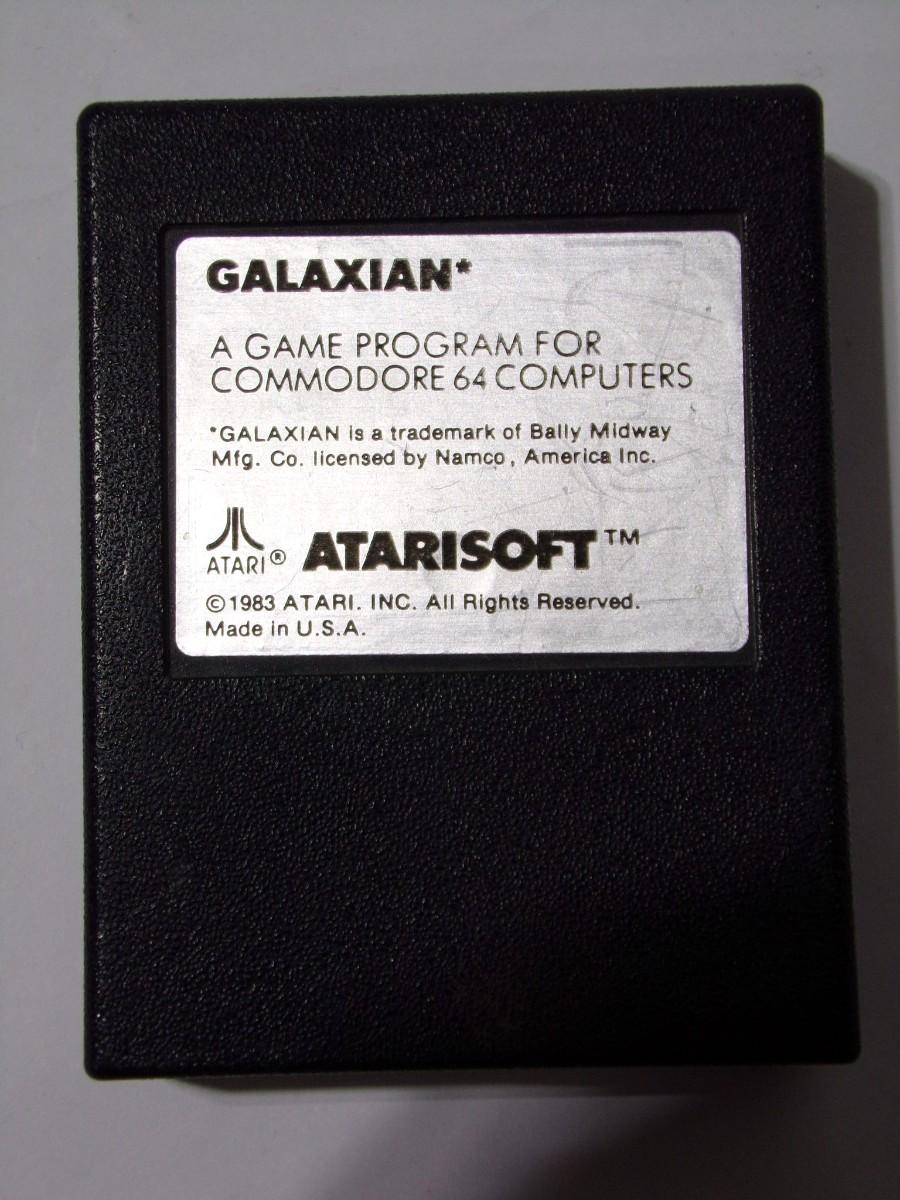 GALAXIAN*
A GAME PROGRAM FOR
COMMODORE 64 COMPUTERS
*GALAXIAN is a trademark of Bally Midway
Mfg. Co. licensed by Namco, America Inc.
ATARI® ATARISOFT™
©1983 ATARI. INC. All Rights Reserved.
Made in U.S.A.